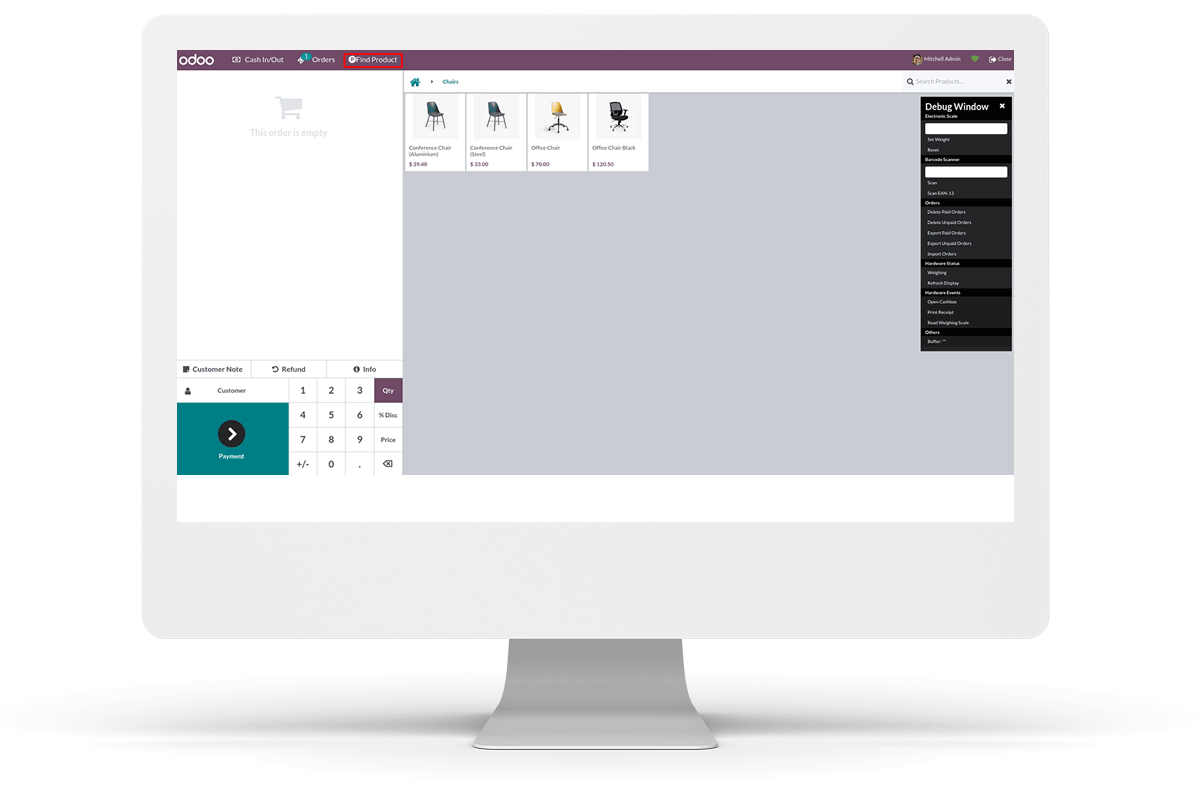 odoo
Cash In/Out
1
Orders
Find Product
Mitchell Admin
Close
Chairs
Search Products...
This order is empty
Conference Chair
(Aluminium)
$ 39.40
Conference Chair
(Steel)
$ 33.00
Office Chair
$ 70.00
Office Chair Black
$ 120.50
Debug Window
Electronic Scale
Set Weight
Reset
Barcode Scanner
Scan
Scan EAN-13
Orders
Delete Paid Orders
Delete Unpaid Orders
Export Paid Orders
Export Unpaid Orders
Import Orders
Hardware Status
Weighing
Refresh Display
Hardware Events
Open Cashbox
Print Receipt
Read Weighing Scale
Others
Buffer: ""
Customer Note
Refund
Info
Customer
1 2 3 Qty
4 5 6 % Disc
7 8 9 Price
+/- 0 .
Payment